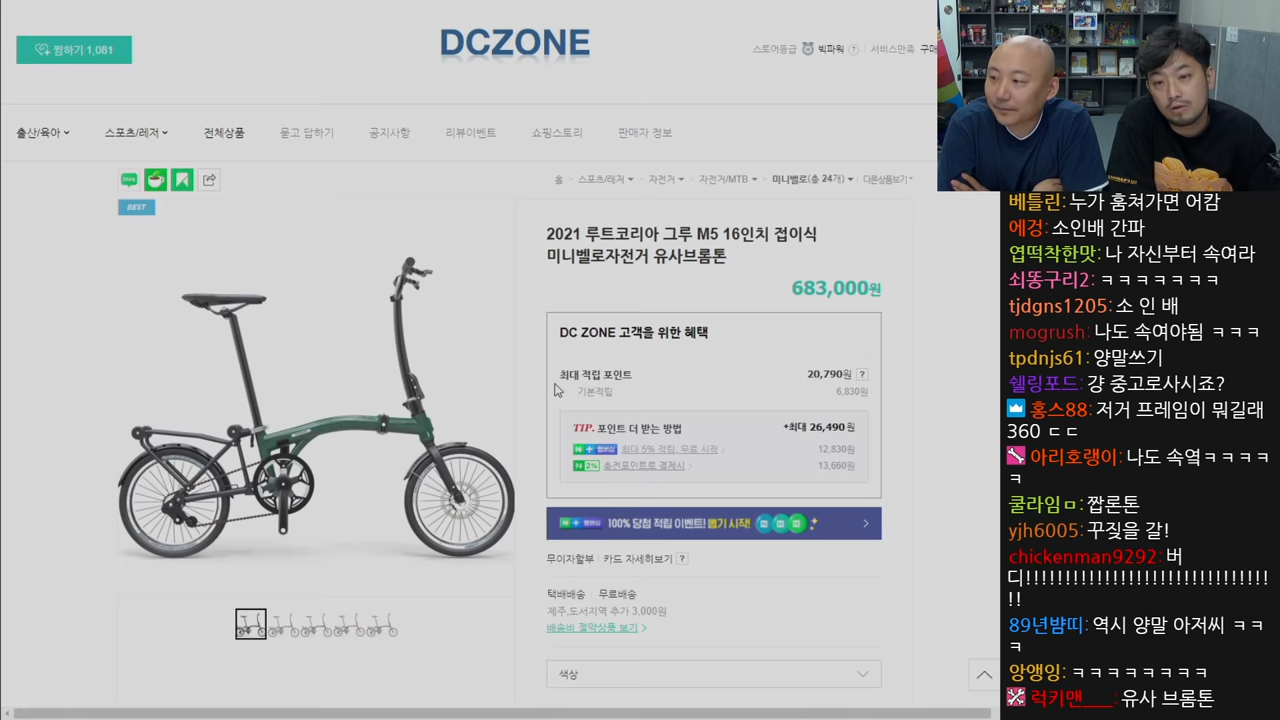 찜하기 1,081
DCZONE
스토어등급 빅파워 ? 서비스만족 구매
출산/육아 스포츠/레저 전체상품 묻고 답하기 공지사항 리뷰이벤트 쇼핑스토리 판매자 정보
blog
홈 > 스포츠/레저 > 자전거 > 자전거/MTB > 미니벨로(총 24개) 다른상품보기
BEST
2021 루트코리아 그루 M5 16인치 접이식
미니벨로자전거 유사브롬톤
683,000원
DC ZONE 고객을 위한 혜택
최대 적립 포인트 20,790원 ?
기본적립 6,830원
TIP. 포인트 더 받는 방법 +최대 26,490원
N + 멤버십 최대 5% 적립, 무료 시작 > 12,830원
N 2% 충전포인트로 결제시 > 13,660원
N + 멤버십 100% 당첨 적립 이벤트! 뽑기 시작!
무이자할부 카드 자세히보기 ?
택배배송 무료배송
제주,도서지역 추가 3,000원
배송비 절약상품 보기 >
색상
베틀린: 누가 훔쳐가면 어캄
에겅: 소인배 간파
엽떡착한맛: 나 자신부터 속여라
쇠똥구리2: ㅋㅋㅋㅋㅋㅋㅋ
tjdgns1205: 소 인 배
mogrush: 나도 속여야됨 ㅋㅋㅋ
tpdnjs61: 양말쓰기
쉘링포드: 걍 중고로사시죠?
홍스88: 저거 프레임이 뭐길래
360 ㄷㄷ
아리호랭이: 나도 속엮ㅋㅋㅋㅋ
ㅋ
쿨라임ㅁ: 짭론톤
yjh6005: 꾸짖을 갈!
chickenman9292: 버
디!!!!!!!!!!!!!!!!!!!!!!!!!!!!!!!
!!
89년뱜띠: 역시 양말 아저씨 ㅋㅋ
ㅋ
앙앵잉: ㅋㅋㅋㅋㅋㅋㅋㅋ
럭키맨___: 유사 브롬톤